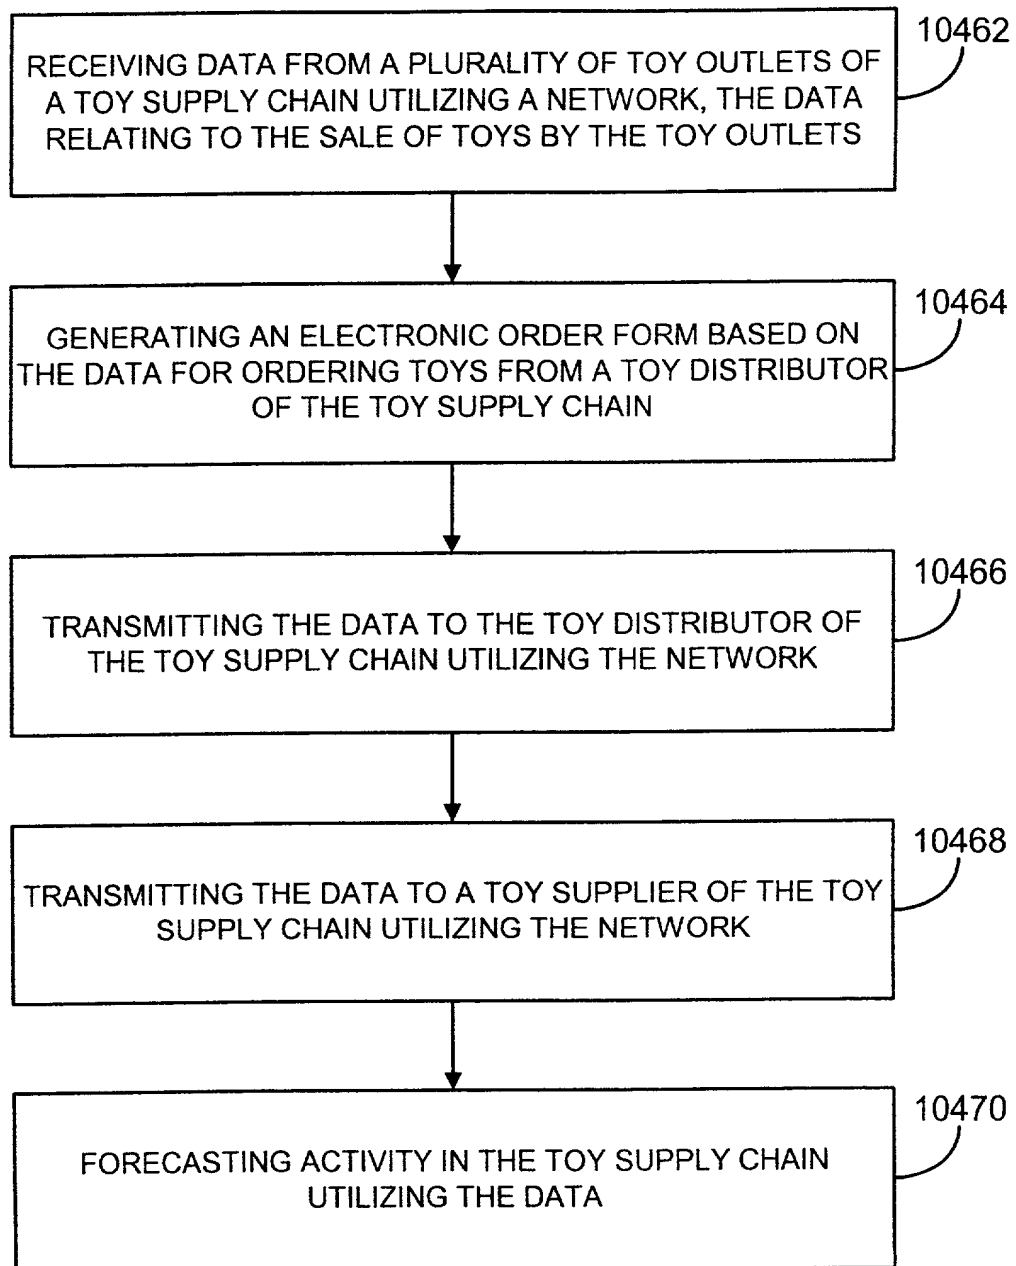 10462
RECEIVING DATA FROM A PLURALITY OF TOY OUTLETS OF
A TOY SUPPLY CHAIN UTILIZING A NETWORK, THE DATA
RELATING TO THE SALE OF TOYS BY THE TOY OUTLETS
10464
GENERATING AN ELECTRONIC ORDER FORM BASED ON
THE DATA FOR ORDERING TOYS FROM A TOY DISTRIBUTOR
OF THE TOY SUPPLY CHAIN
10466
TRANSMITTING THE DATA TO THE TOY DISTRIBUTOR OF
THE TOY SUPPLY CHAIN UTILIZING THE NETWORK
10468
TRANSMITTING THE DATA TO A TOY SUPPLIER OF THE TOY
SUPPLY CHAIN UTILIZING THE NETWORK
10470
FORECASTING ACTIVITY IN THE TOY SUPPLY CHAIN
UTILIZING THE DATA